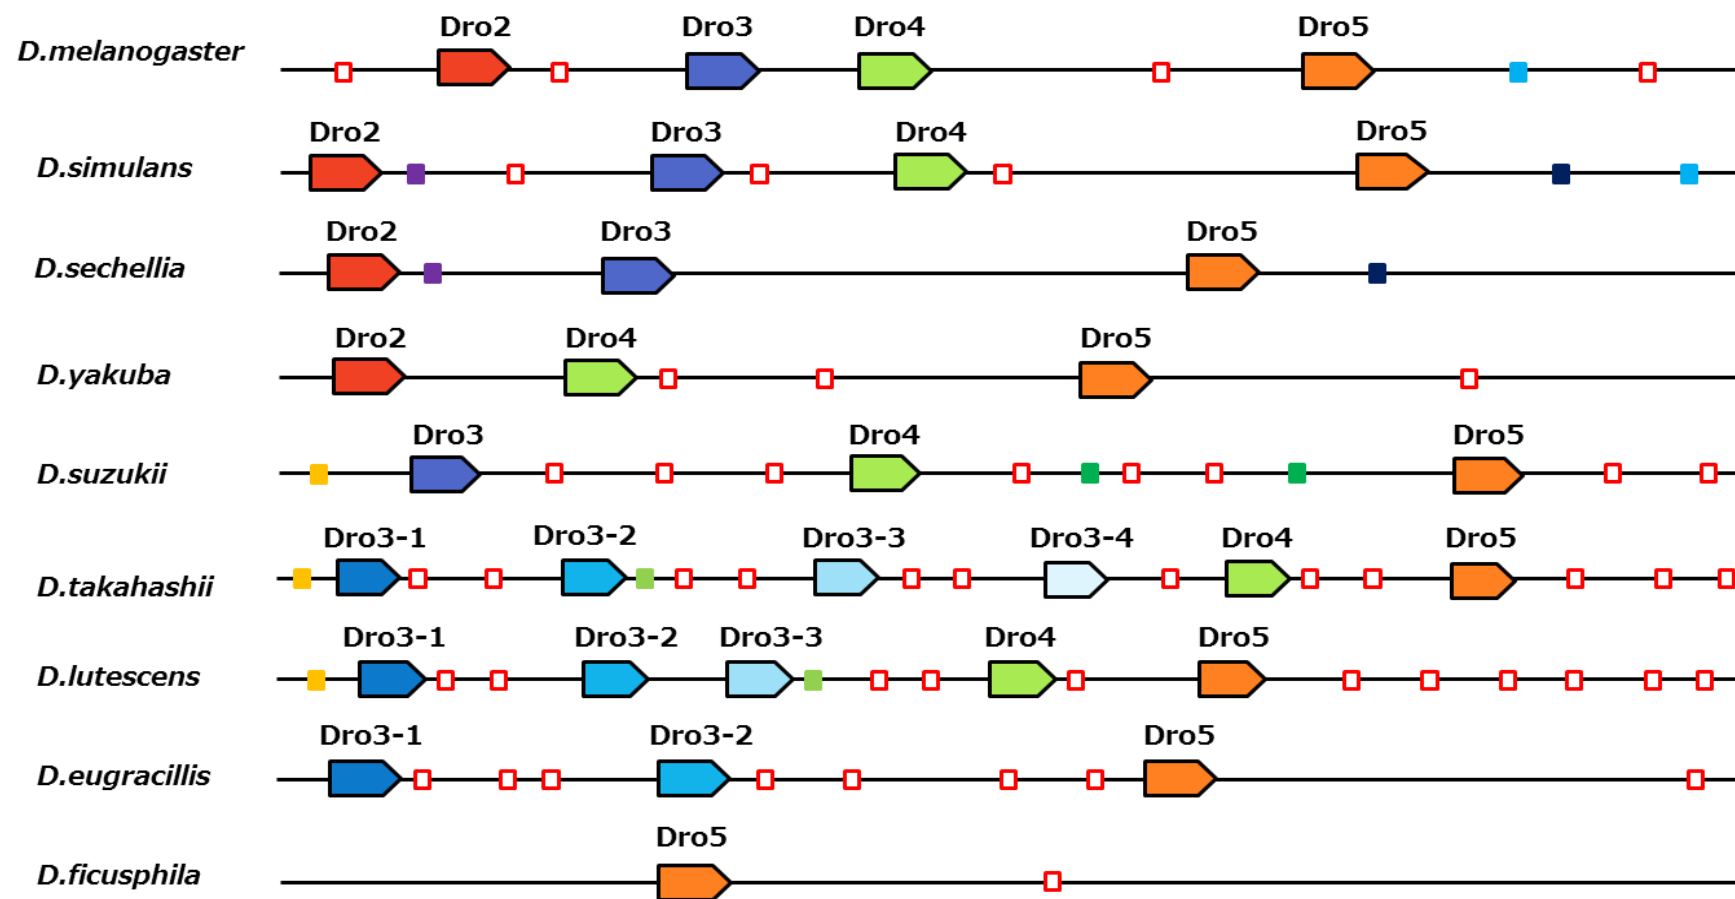 Dro2 Dro3 Dro4 Dro5
D.melanogaster
Dro2 Dro3 Dro4 Dro5
D.simulans
Dro2 Dro3 Dro5
D.sechellia
Dro2 Dro4 Dro5
D.yakuba
Dro3 Dro4 Dro5
D.suzukii
Dro3-1 Dro3-2 Dro3-3 Dro3-4 Dro4 Dro5
D.takahashii
Dro3-1 Dro3-2 Dro3-3 Dro4 Dro5
D.lutescens
Dro3-1 Dro3-2 Dro5
D.eugracillis
Dro5
D.ficusphila